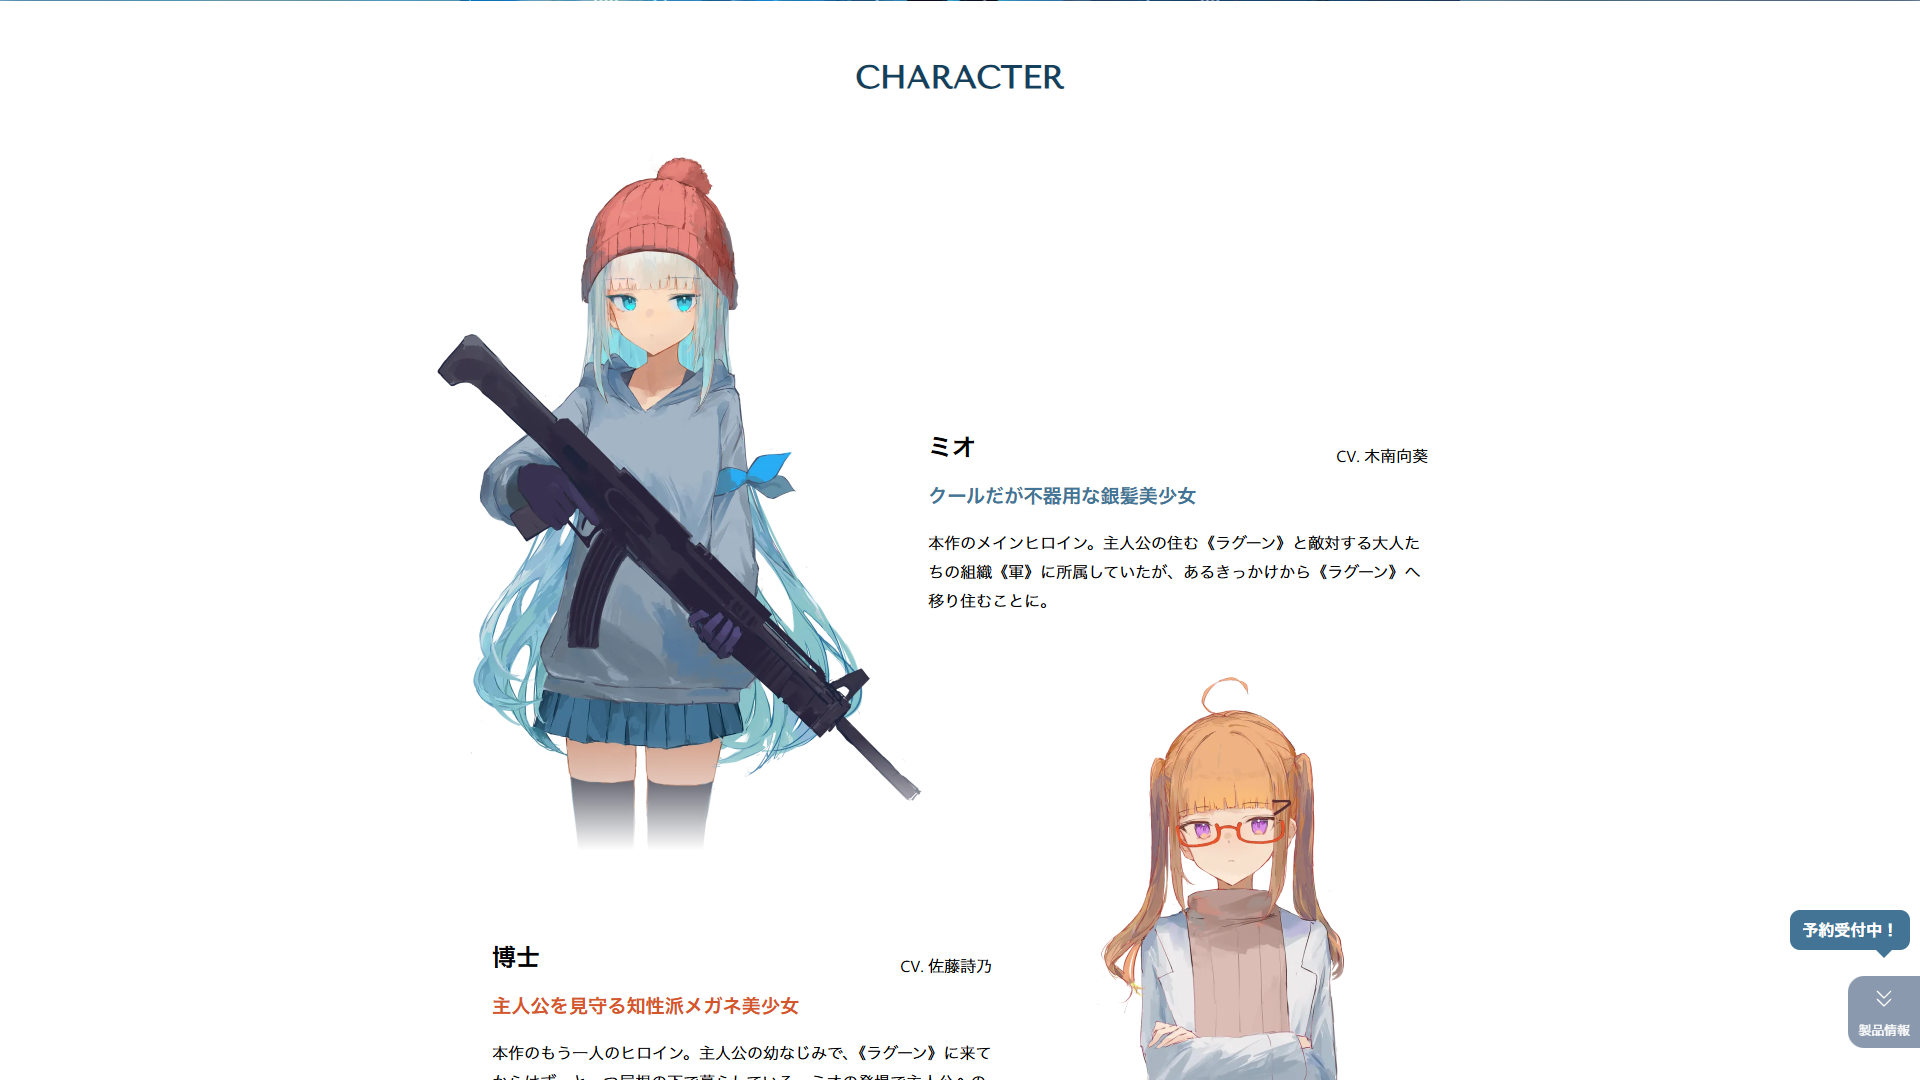 CHARACTER
ミオ
CV. 木南向葵
クールだが不器用な銀髪美少女
本作のメインヒロイン。主人公の住む《ラグーン》と敵対する大人た
ちの組織《軍》に所属していたが、あるきっかけから《ラグーン》へ
移り住むことに。
博士
CV. 佐藤詩乃
主人公を見守る知性派メガネ美少女
本作のもう一人のヒロイン。主人公の幼なじみで、《ラグーン》に来て
予約受付中！
製品情報